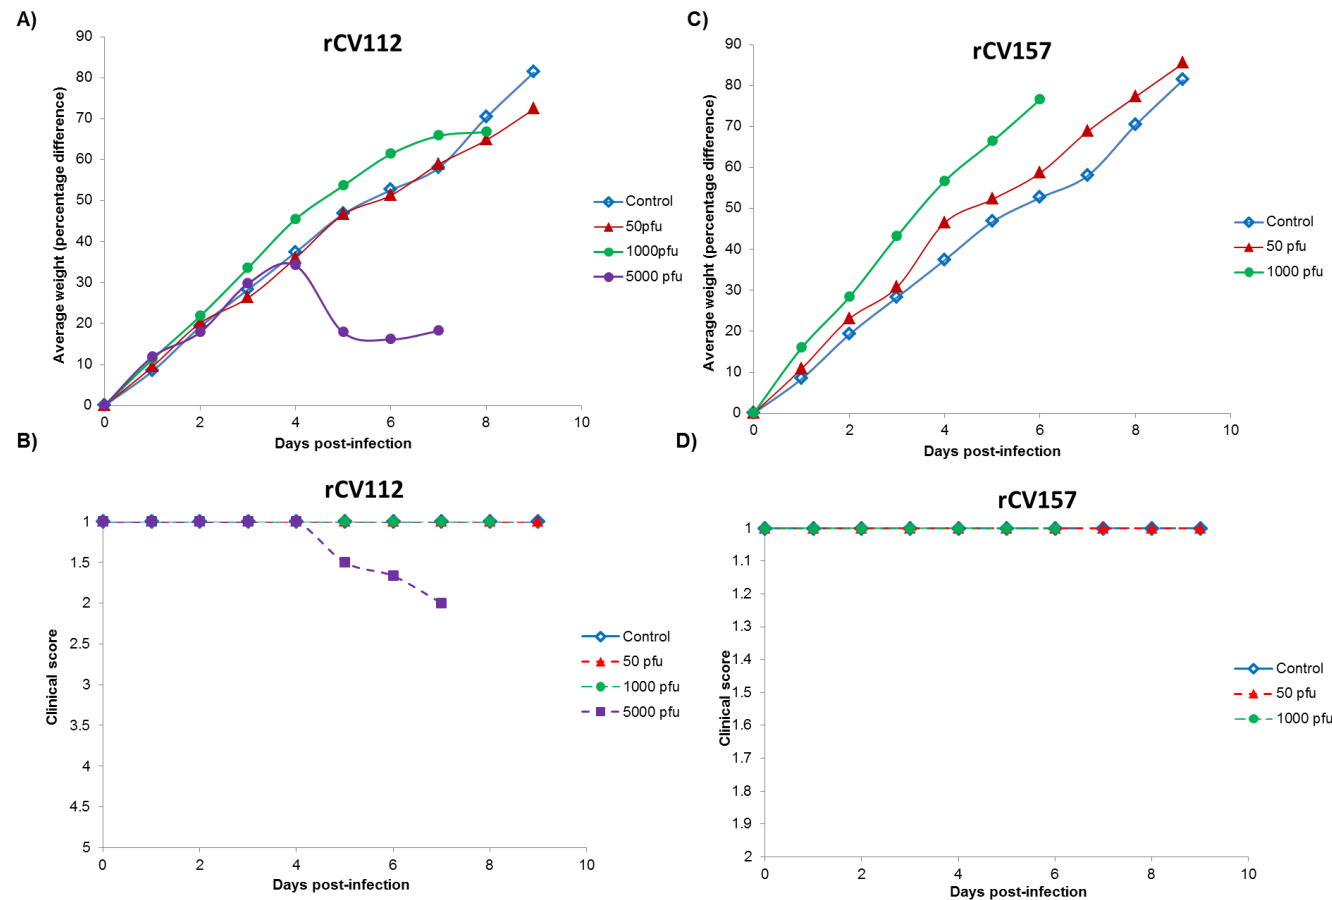 A)
rCV112
Average weight (percentage difference)
90
80
70
60
50
40
30
20
10
0
0 2 4 6 8 10
Days post-infection
Control
50pfu
1000pfu
5000 pfu
C)
rCV157
Average weight (percentage difference)
90
80
70
60
50
40
30
20
10
0
0 2 4 6 8 10
Days post-infection
Control
50 pfu
1000 pfu
B)
rCV112
Clinical score
1
1.5
2
2.5
3
3.5
4
4.5
5
0 2 4 6 8 10
Days post-infection
Control
50 pfu
1000 pfu
5000 pfu
D)
rCV157
Clinical score
1
1.1
1.2
1.3
1.4
1.5
1.6
1.7
1.8
1.9
2
0 2 4 6 8 10
Days post-infection
Control
50 pfu
1000 pfu